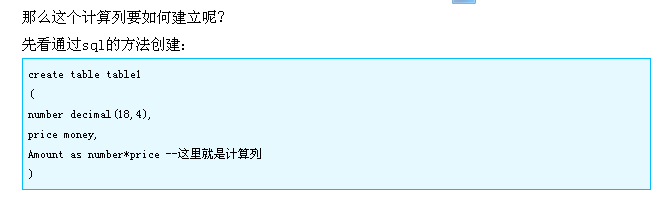 那么这个计算列要如何建立呢？
先看通过sql的方法创建：
create table table1
(
number decimal(18,4),
price money,
Amount as number*price --这里就是计算列
)